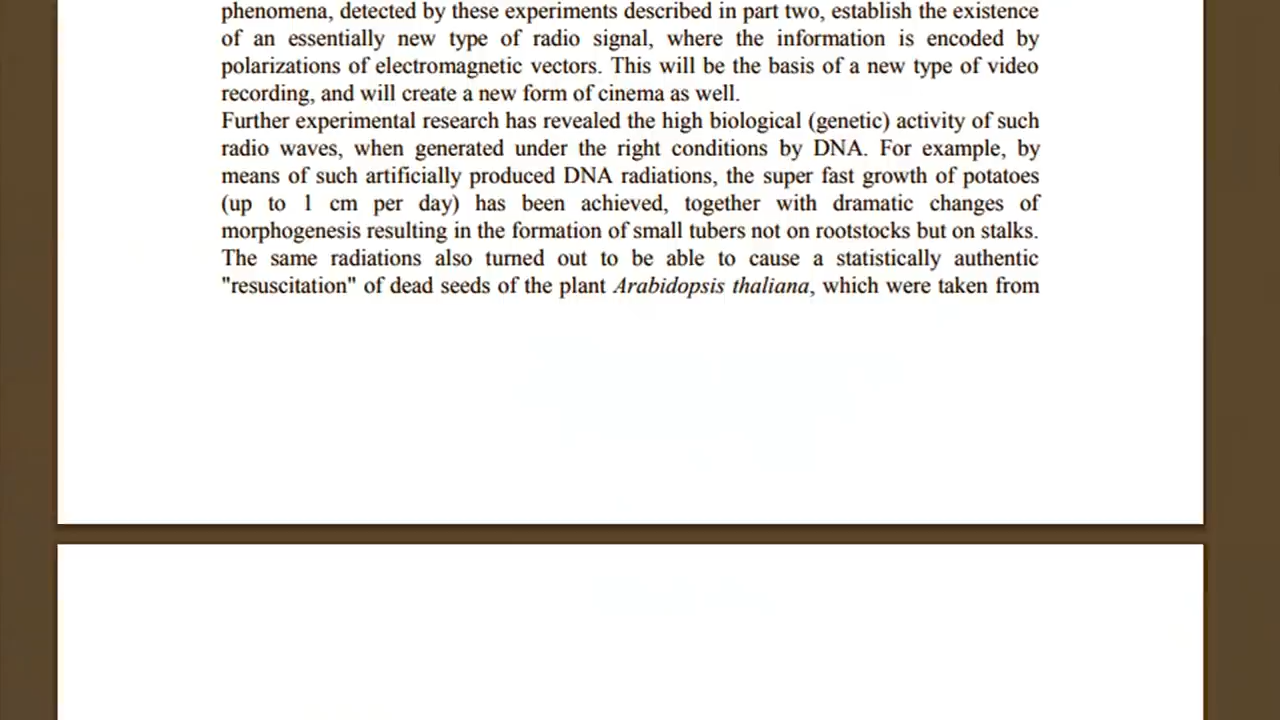 phenomena, detected by these experiments described in part two, establish the existence
of an essentially new type of radio signal, where the information is encoded by
polarizations of electromagnetic vectors. This will be the basis of a new type of video
recording, and will create a new form of cinema as well.
Further experimental research has revealed the high biological (genetic) activity of such
radio waves, when generated under the right conditions by DNA. For example, by
means of such artificially produced DNA radiations, the super fast growth of potatoes
(up to 1 cm per day) has been achieved, together with dramatic changes of
morphogenesis resulting in the formation of small tubers not on rootstocks but on stalks.
The same radiations also turned out to be able to cause a statistically authentic
"resuscitation" of dead seeds of the plant Arabidopsis thaliana, which were taken from